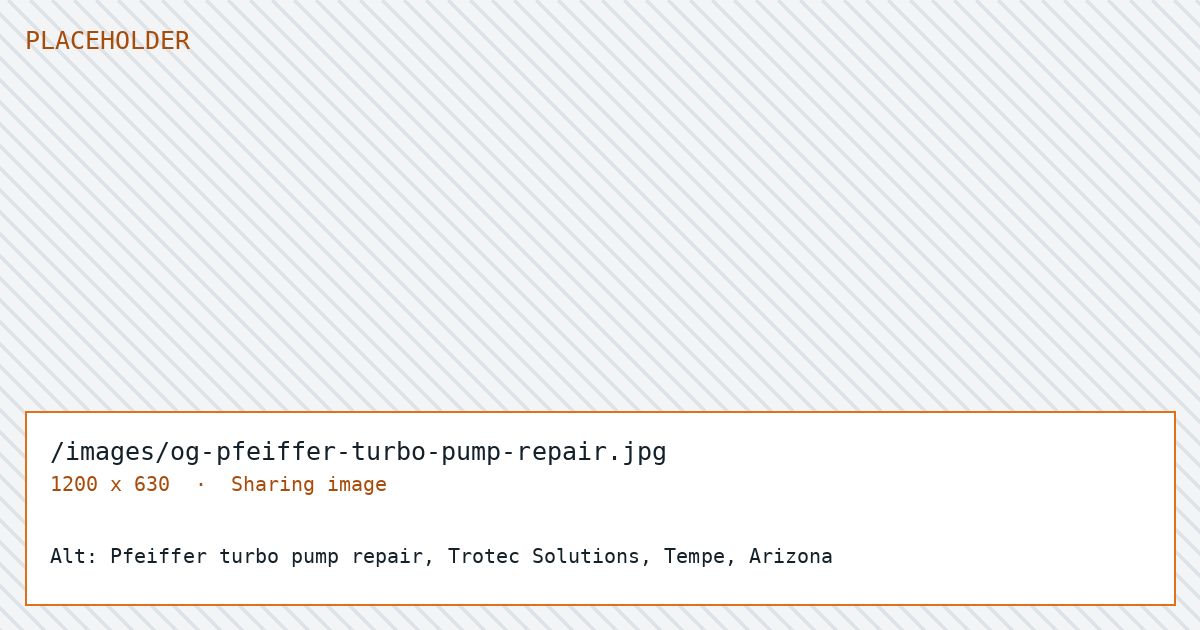 PLACEHOLDER
/images/og-pfeiffer-turbo-pump-repair.jpg
1200 x 630 · Sharing image
Alt: Pfeiffer turbo pump repair, Trotec Solutions, Tempe, Arizona